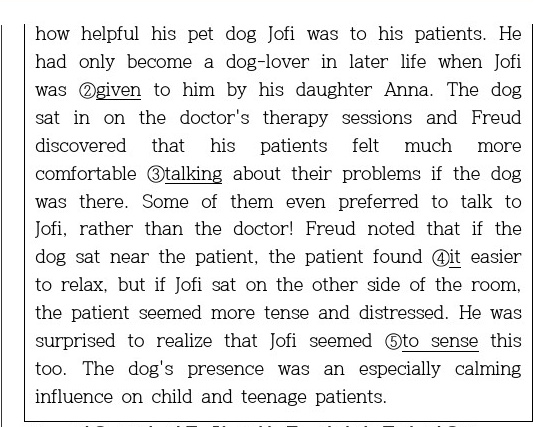 how helpful his pet dog Jofi was to his patients. He
had only become a dog-lover in later life when Jofi
was ②given to him by his daughter Anna. The dog
sat in on the doctor's therapy sessions and Freud
discovered that his patients felt much more
comfortable ③talking about their problems if the dog
was there. Some of them even preferred to talk to
Jofi, rather than the doctor! Freud noted that if the
dog sat near the patient, the patient found ④it easier
to relax, but if Jofi sat on the other side of the room,
the patient seemed more tense and distressed. He was
surprised to realize that Jofi seemed ⑤to sense this
too. The dog's presence was an especially calming
influence on child and teenage patients.